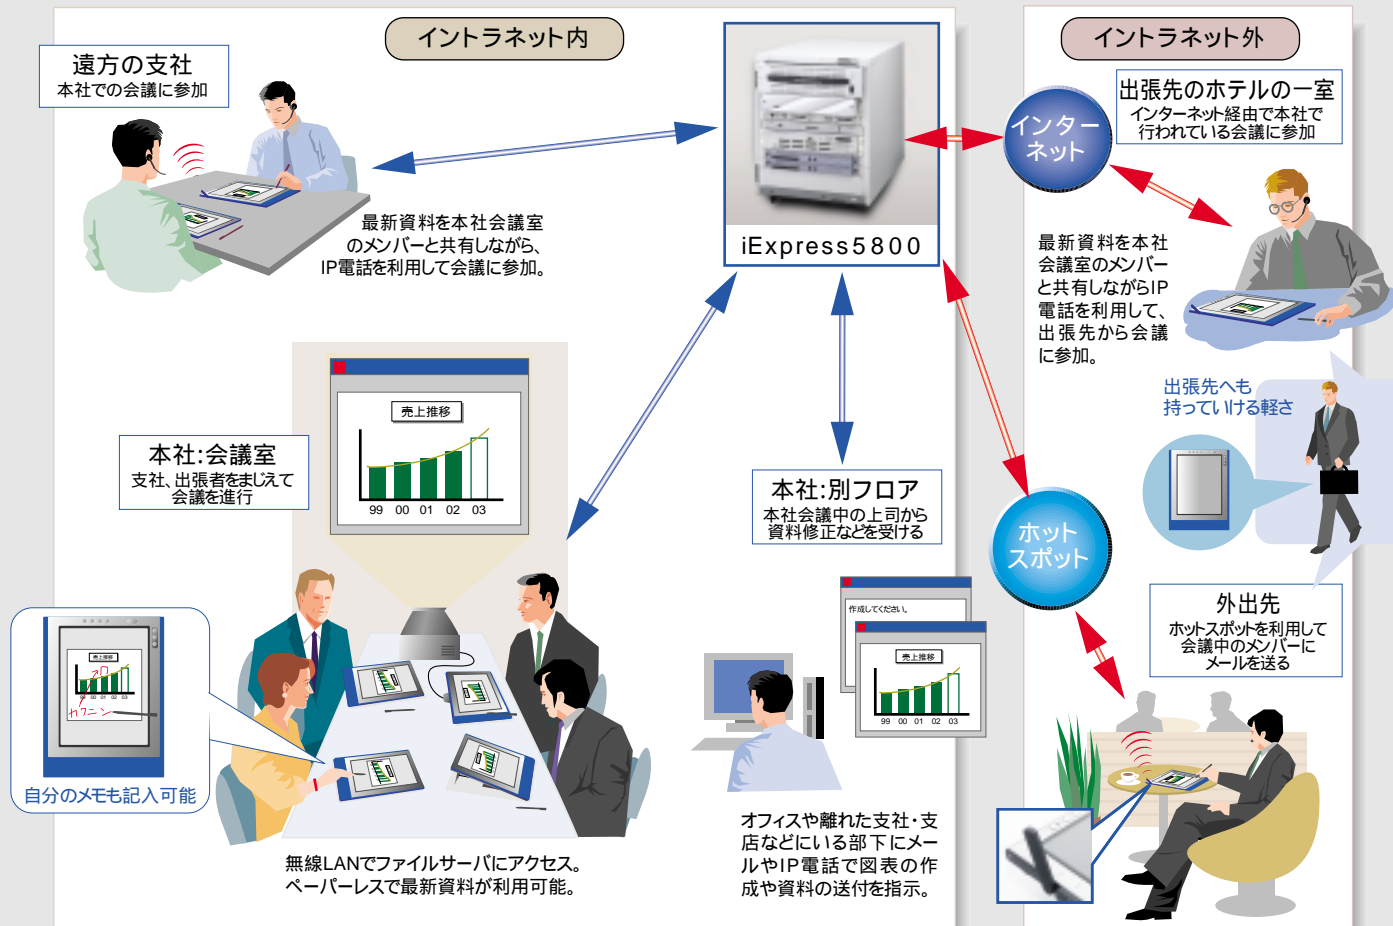 イントラネット内
イントラネット外
遠方の支社
本社での会議に参加
最新資料を本社会議室
のメンバーと共有しながら、
IP電話を利用して会議に参加。
iExpress5800
インター
ネット
出張先のホテルの一室
インターネット経由で本社で
行われている会議に参加
最新資料を本社
会議室のメンバー
と共有しながらIP
電話を利用して、
出張先から会議
に参加。
出張先へも
持っていける軽さ
本社:会議室
支社、出張者をまじえて
会議を進行
売上推移
99 00 01 02 03
本社:別フロア
本社会議中の上司から
資料修正などを受ける
ホット
スポット
外出先
ホットスポットを利用して
会議中のメンバーに
メールを送る
作成してください。
売上推移
99 00 01 02 03
売上推移
99 00 01 02 03
カクニン
自分のメモも記入可能
無線LANでファイルサーバにアクセス。
ペーパーレスで最新資料が利用可能。
オフィスや離れた支社・支
店などにいる部下にメー
ルやIP電話で図表の作
成や資料の送付を指示。